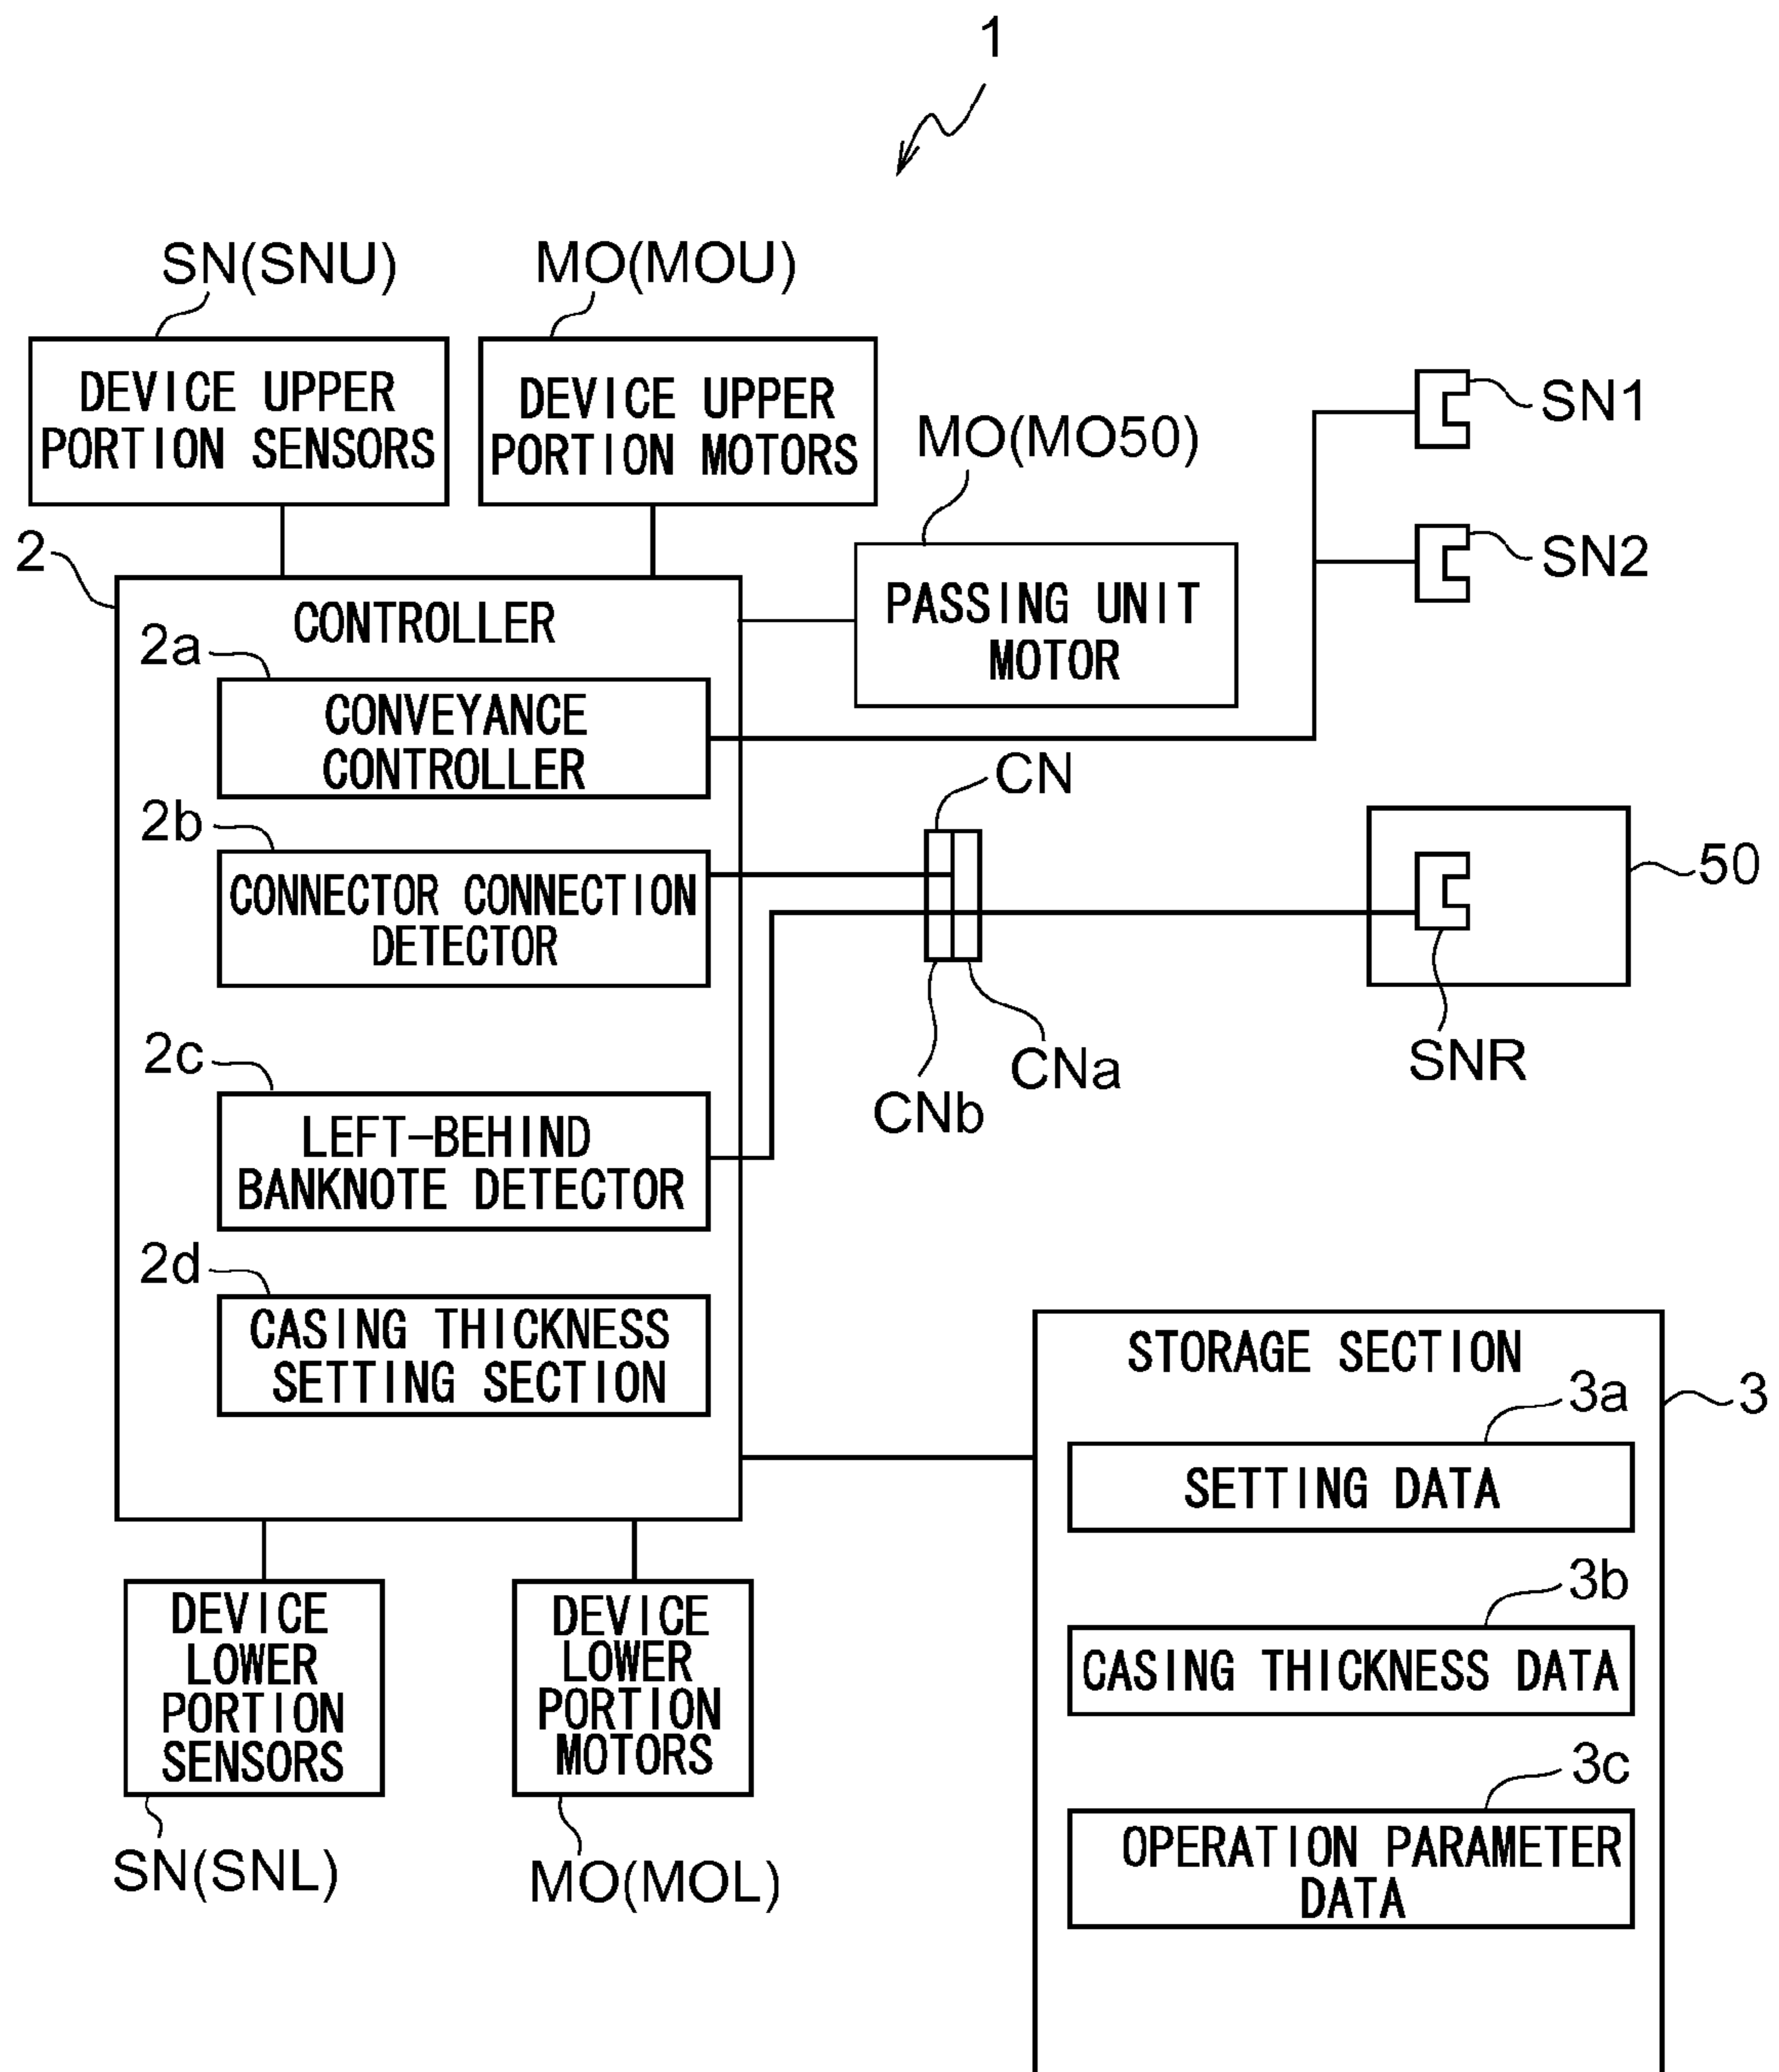 1
SN(SNU)
MO(MOU)
DEVICE UPPER
PORTION SENSORS
DEVICE UPPER
PORTION MOTORS
MO(MO50)
SN1
SN2
2
CONTROLLER
PASSING UNIT
MOTOR
2a
CONVEYANCE
CONTROLLER
CN
2b
CONNECTOR CONNECTION
DETECTOR
50
SNR
CNa
CNb
2c
LEFT-BEHIND
BANKNOTE DETECTOR
2d
CASING THICKNESS
SETTING SECTION
STORAGE SECTION
3
3a
SETTING DATA
3b
CASING THICKNESS DATA
3c
OPERATION PARAMETER
DATA
DEVICE
LOWER
PORTION
SENSORS
DEVICE
LOWER
PORTION
MOTORS
SN(SNL)
MO(MOL)